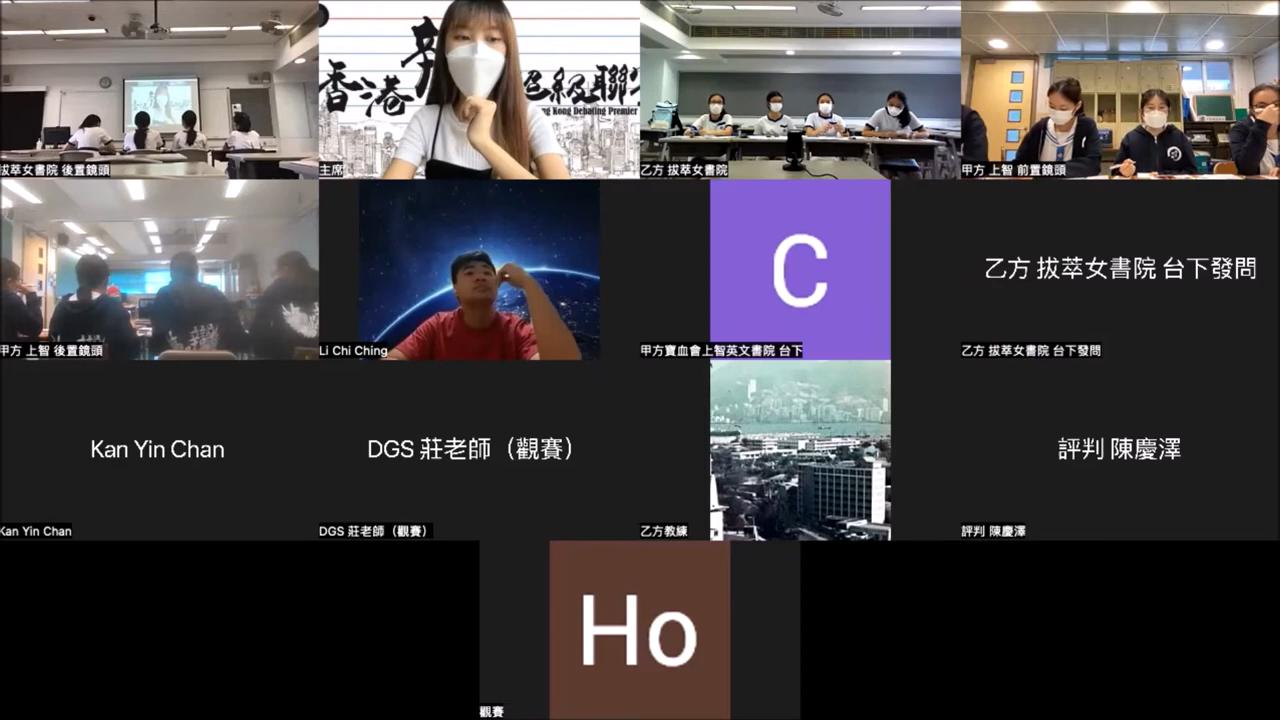 拔萃女書院 後置鏡頭
香港
色級聯
ng Kong Debating Premier
主席
乙方 拔萃女書院
甲方 上智 前置鏡頭
甲方 上智 後置鏡頭
Li Chi Ching
C
甲方寶血會上智英文書院 台下
乙方 拔萃女書院 台下發問
乙方 拔萃女書院 台下發問
Kan Yin Chan
Kan Yin Chan
DGS 莊老師（觀賽）
DGS 莊老師（觀賽）
乙方教練
評判 陳慶澤
評判 陳慶澤
Ho
觀賽